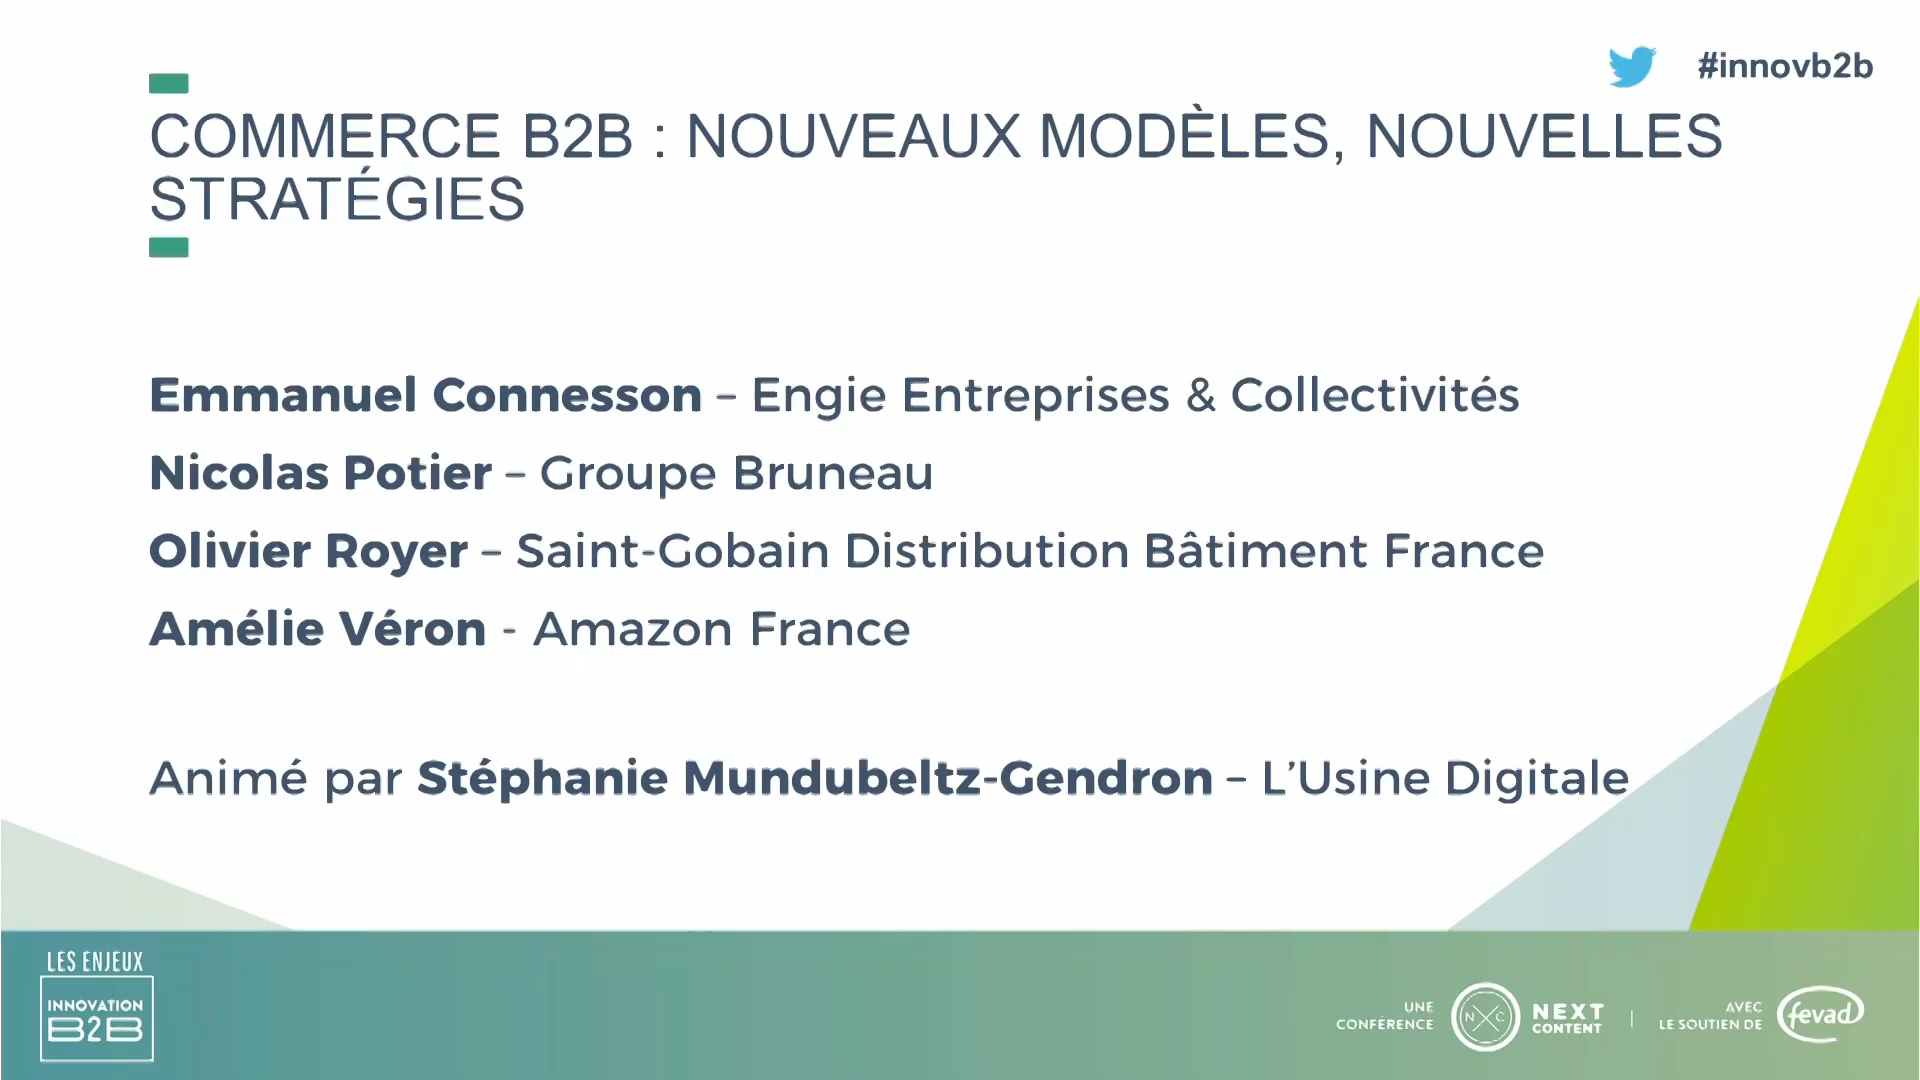 #innovb2b
COMMERCE B2B : NOUVEAUX MODÈLES, NOUVELLES
STRATÉGIES
Emmanuel Connesson – Engie Entreprises & Collectivités
Nicolas Potier – Groupe Bruneau
Olivier Royer – Saint-Gobain Distribution Bâtiment France
Amélie Véron - Amazon France
Animé par Stéphanie Mundubeltz-Gendron – L’Usine Digitale
LES ENJEUX
INNOVATION
B2B
UNE
CONFÉRENCE
N C
NEXT
CONTENT
AVEC
LE SOUTIEN DE
fevad